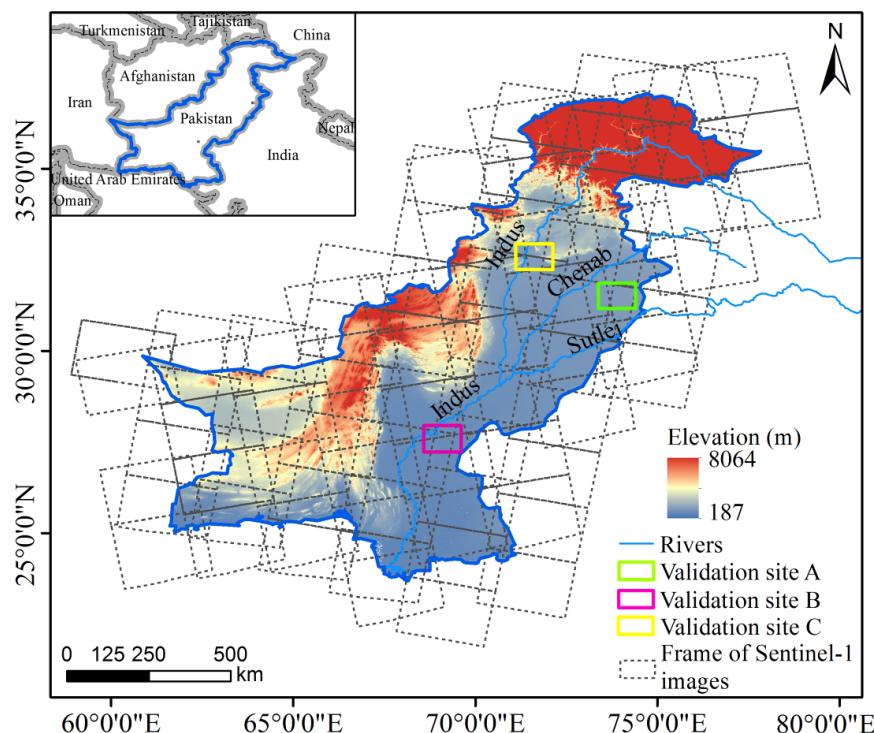 Tajikistan
Turkmenistan
China
Afghanistan
Iran
Pakistan
Nepal
India
United Arab Emirates
Oman
N
35°0'0"N
30°0'0"N
25°0'0"N
Indus
Chenab
Sutlej
Indus
Elevation (m)
8064
187
Rivers
Validation site A
Validation site B
Validation site C
Frame of Sentinel-1
images
0 125 250 500
km
60°0'0"E 65°0'0"E 70°0'0"E 75°0'0"E 80°0'0"E